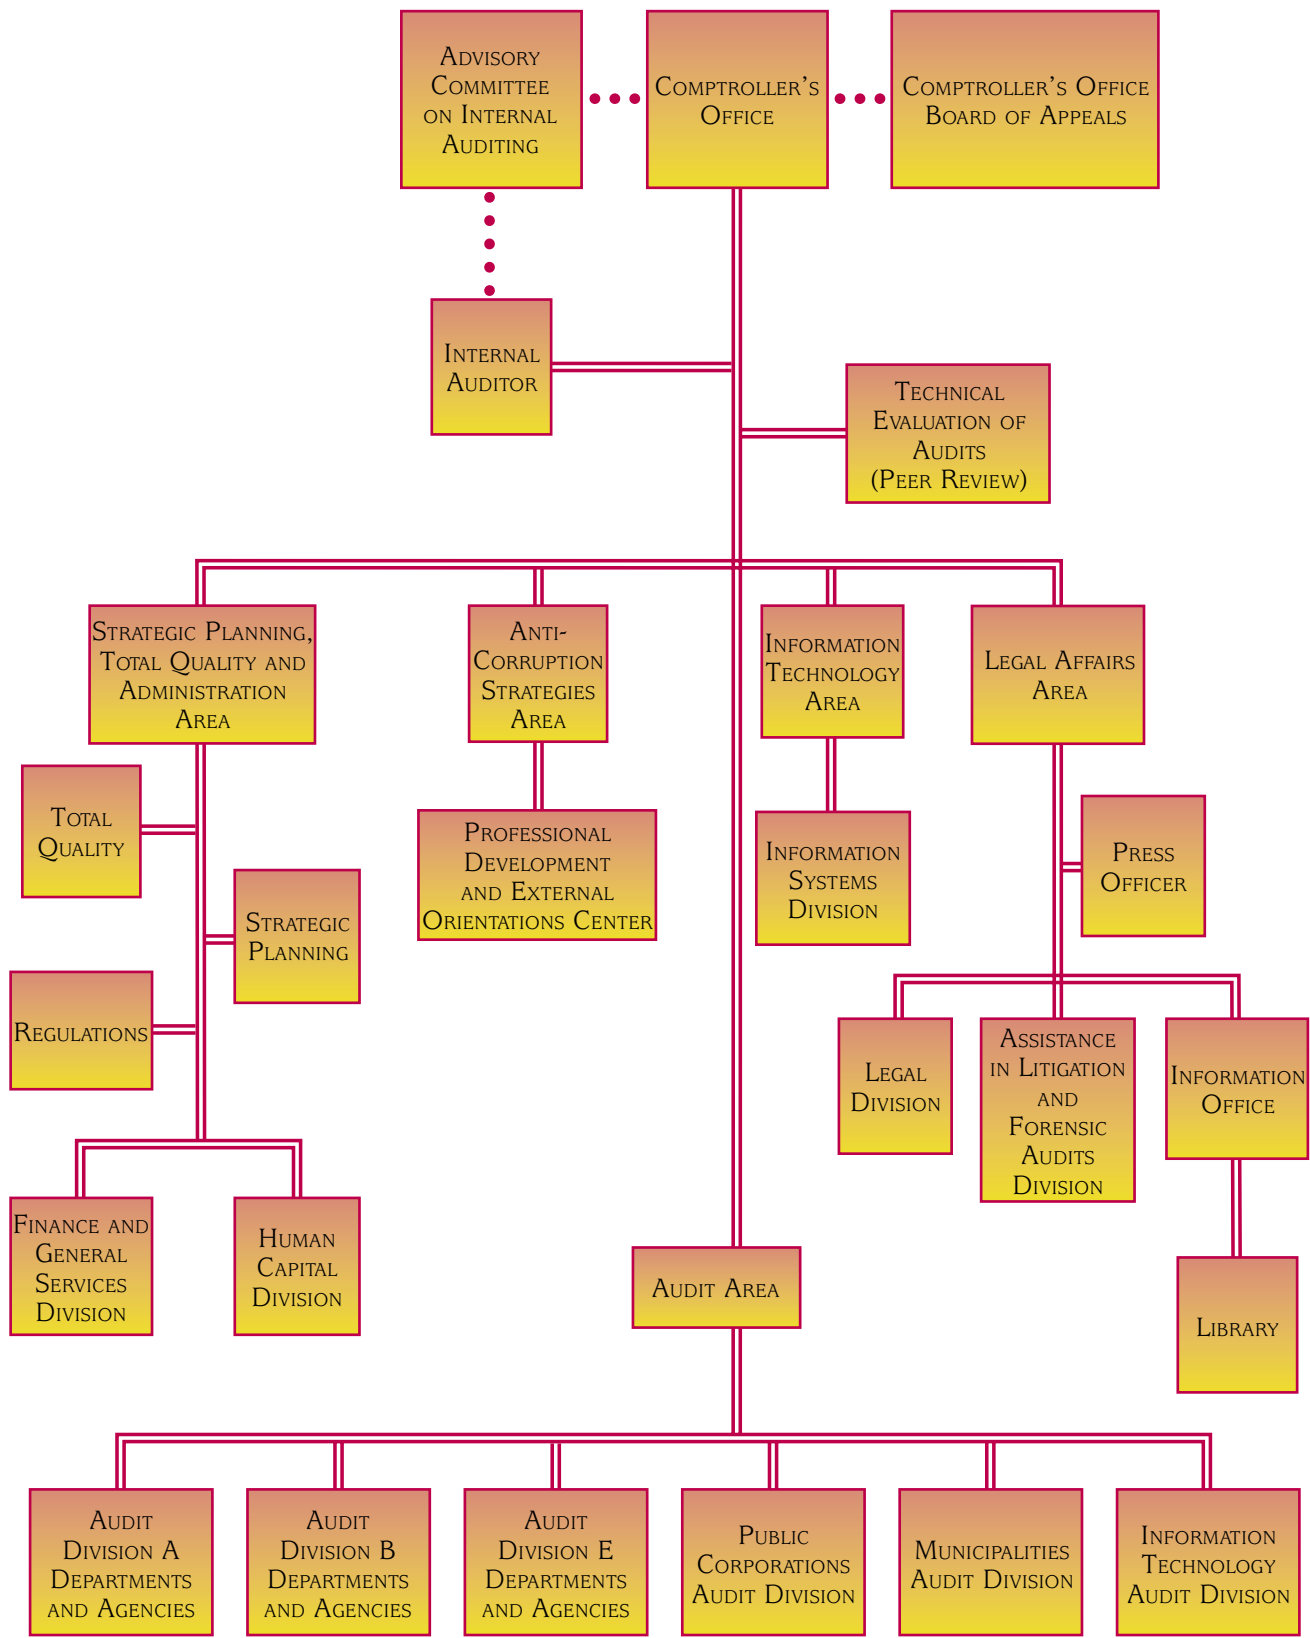 Advisory
Committee
on Internal
Auditing
Comptroller's
Office
Comptroller's Office
Board of Appeals
Internal
Auditor
Technical
Evaluation of
Audits
(Peer Review)
Strategic Planning,
Total Quality and
Administration
Area
Anti-
Corruption
Strategies
Area
Information
Technology
Area
Legal Affairs
Area
Total
Quality
Strategic
Planning
Regulations
Finance and
General
Services
Division
Human
Capital
Division
Professional
Development
and External
Orientations Center
Information
Systems
Division
Press
Officer
Legal
Division
Assistance
in Litigation
and
Forensic
Audits
Division
Information
Office
Library
Audit Area
Audit
Division A
Departments
and Agencies
Audit
Division B
Departments
and Agencies
Audit
Division E
Departments
and Agencies
Public
Corporations
Audit Division
Municipalities
Audit Division
Information
Technology
Audit Division